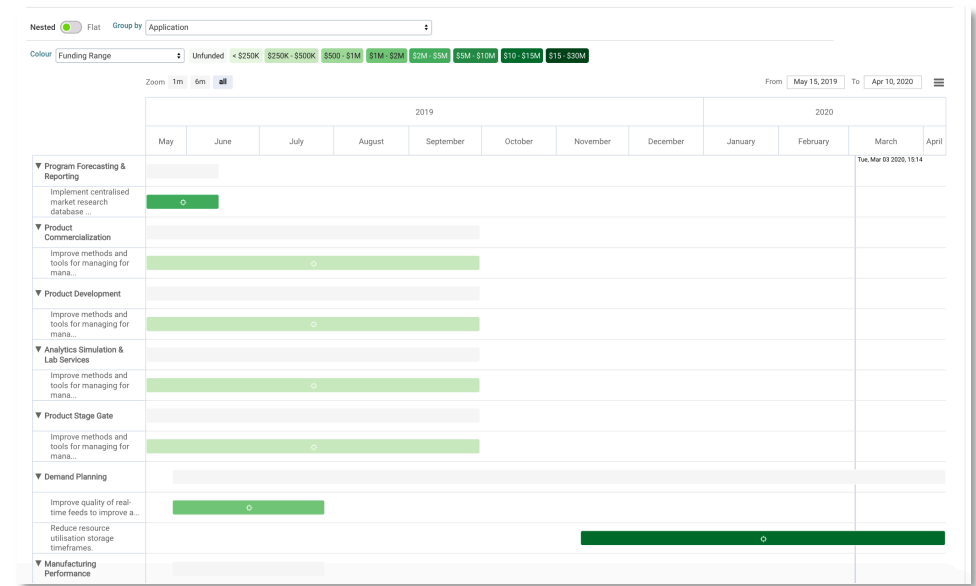 Nested Flat Group by Application
Colour Funding Range Unfunded < $250K $250K - $500K $500 - $1M $1M - $2M $2M - $5M $5M - $10M $10 - $15M $15 - $30M
Zoom 1m 6m all From May 15, 2019 To Apr 10, 2020
2019 2020
May June July August September October November December January February March April
Tue, Mar 03 2020, 15:14
▼ Program Forecasting &
Reporting
Implement centralised
market research
database ...
▼ Product
Commercialization
Improve methods and
tools for managing for
mana...
▼ Product Development
Improve methods and
tools for managing for
mana...
▼ Analytics Simulation &
Lab Services
Improve methods and
tools for managing for
mana...
▼ Product Stage Gate
Improve methods and
tools for managing for
mana...
▼ Demand Planning
Improve quality of real-
time feeds to improve a...
Reduce resource
utilisation storage
timeframes.
▼ Manufacturing
Performance